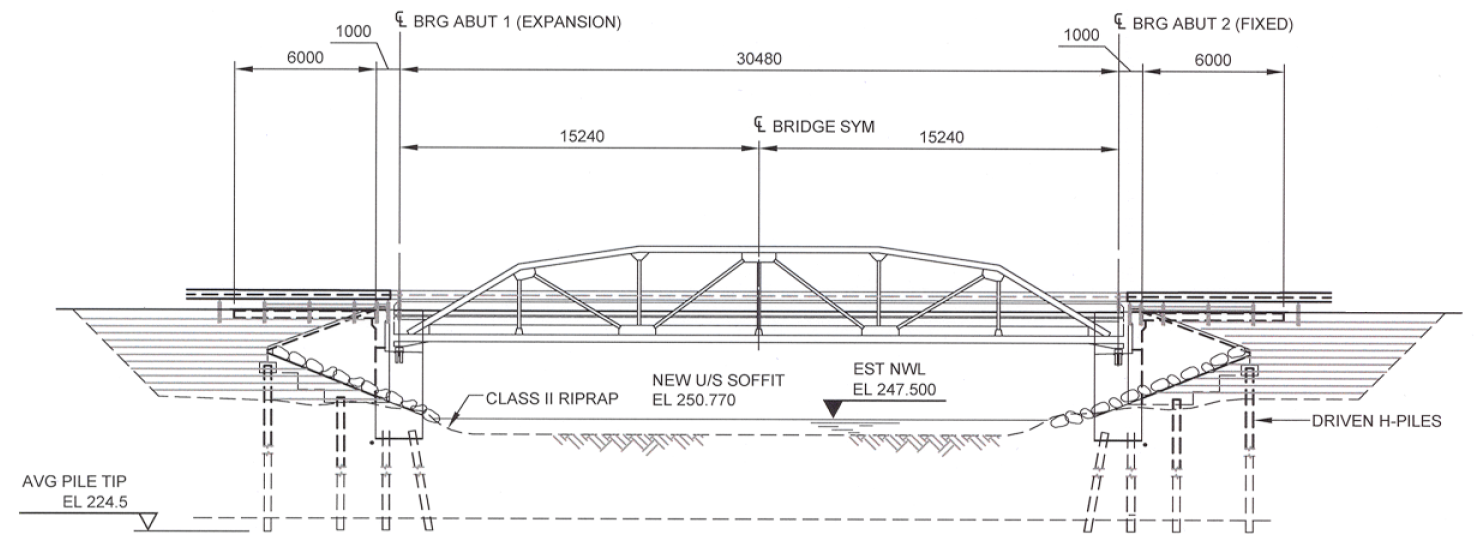 ℄ BRG ABUT 1 (EXPANSION)
℄ BRG ABUT 2 (FIXED)
1000
1000
6000
30480
6000
℄ BRIDGE SYM
15240
15240
EST NWL
EL 247.500
NEW U/S SOFFIT
EL 250.770
CLASS II RIPRAP
DRIVEN H-PILES
AVG PILE TIP
EL 224.5